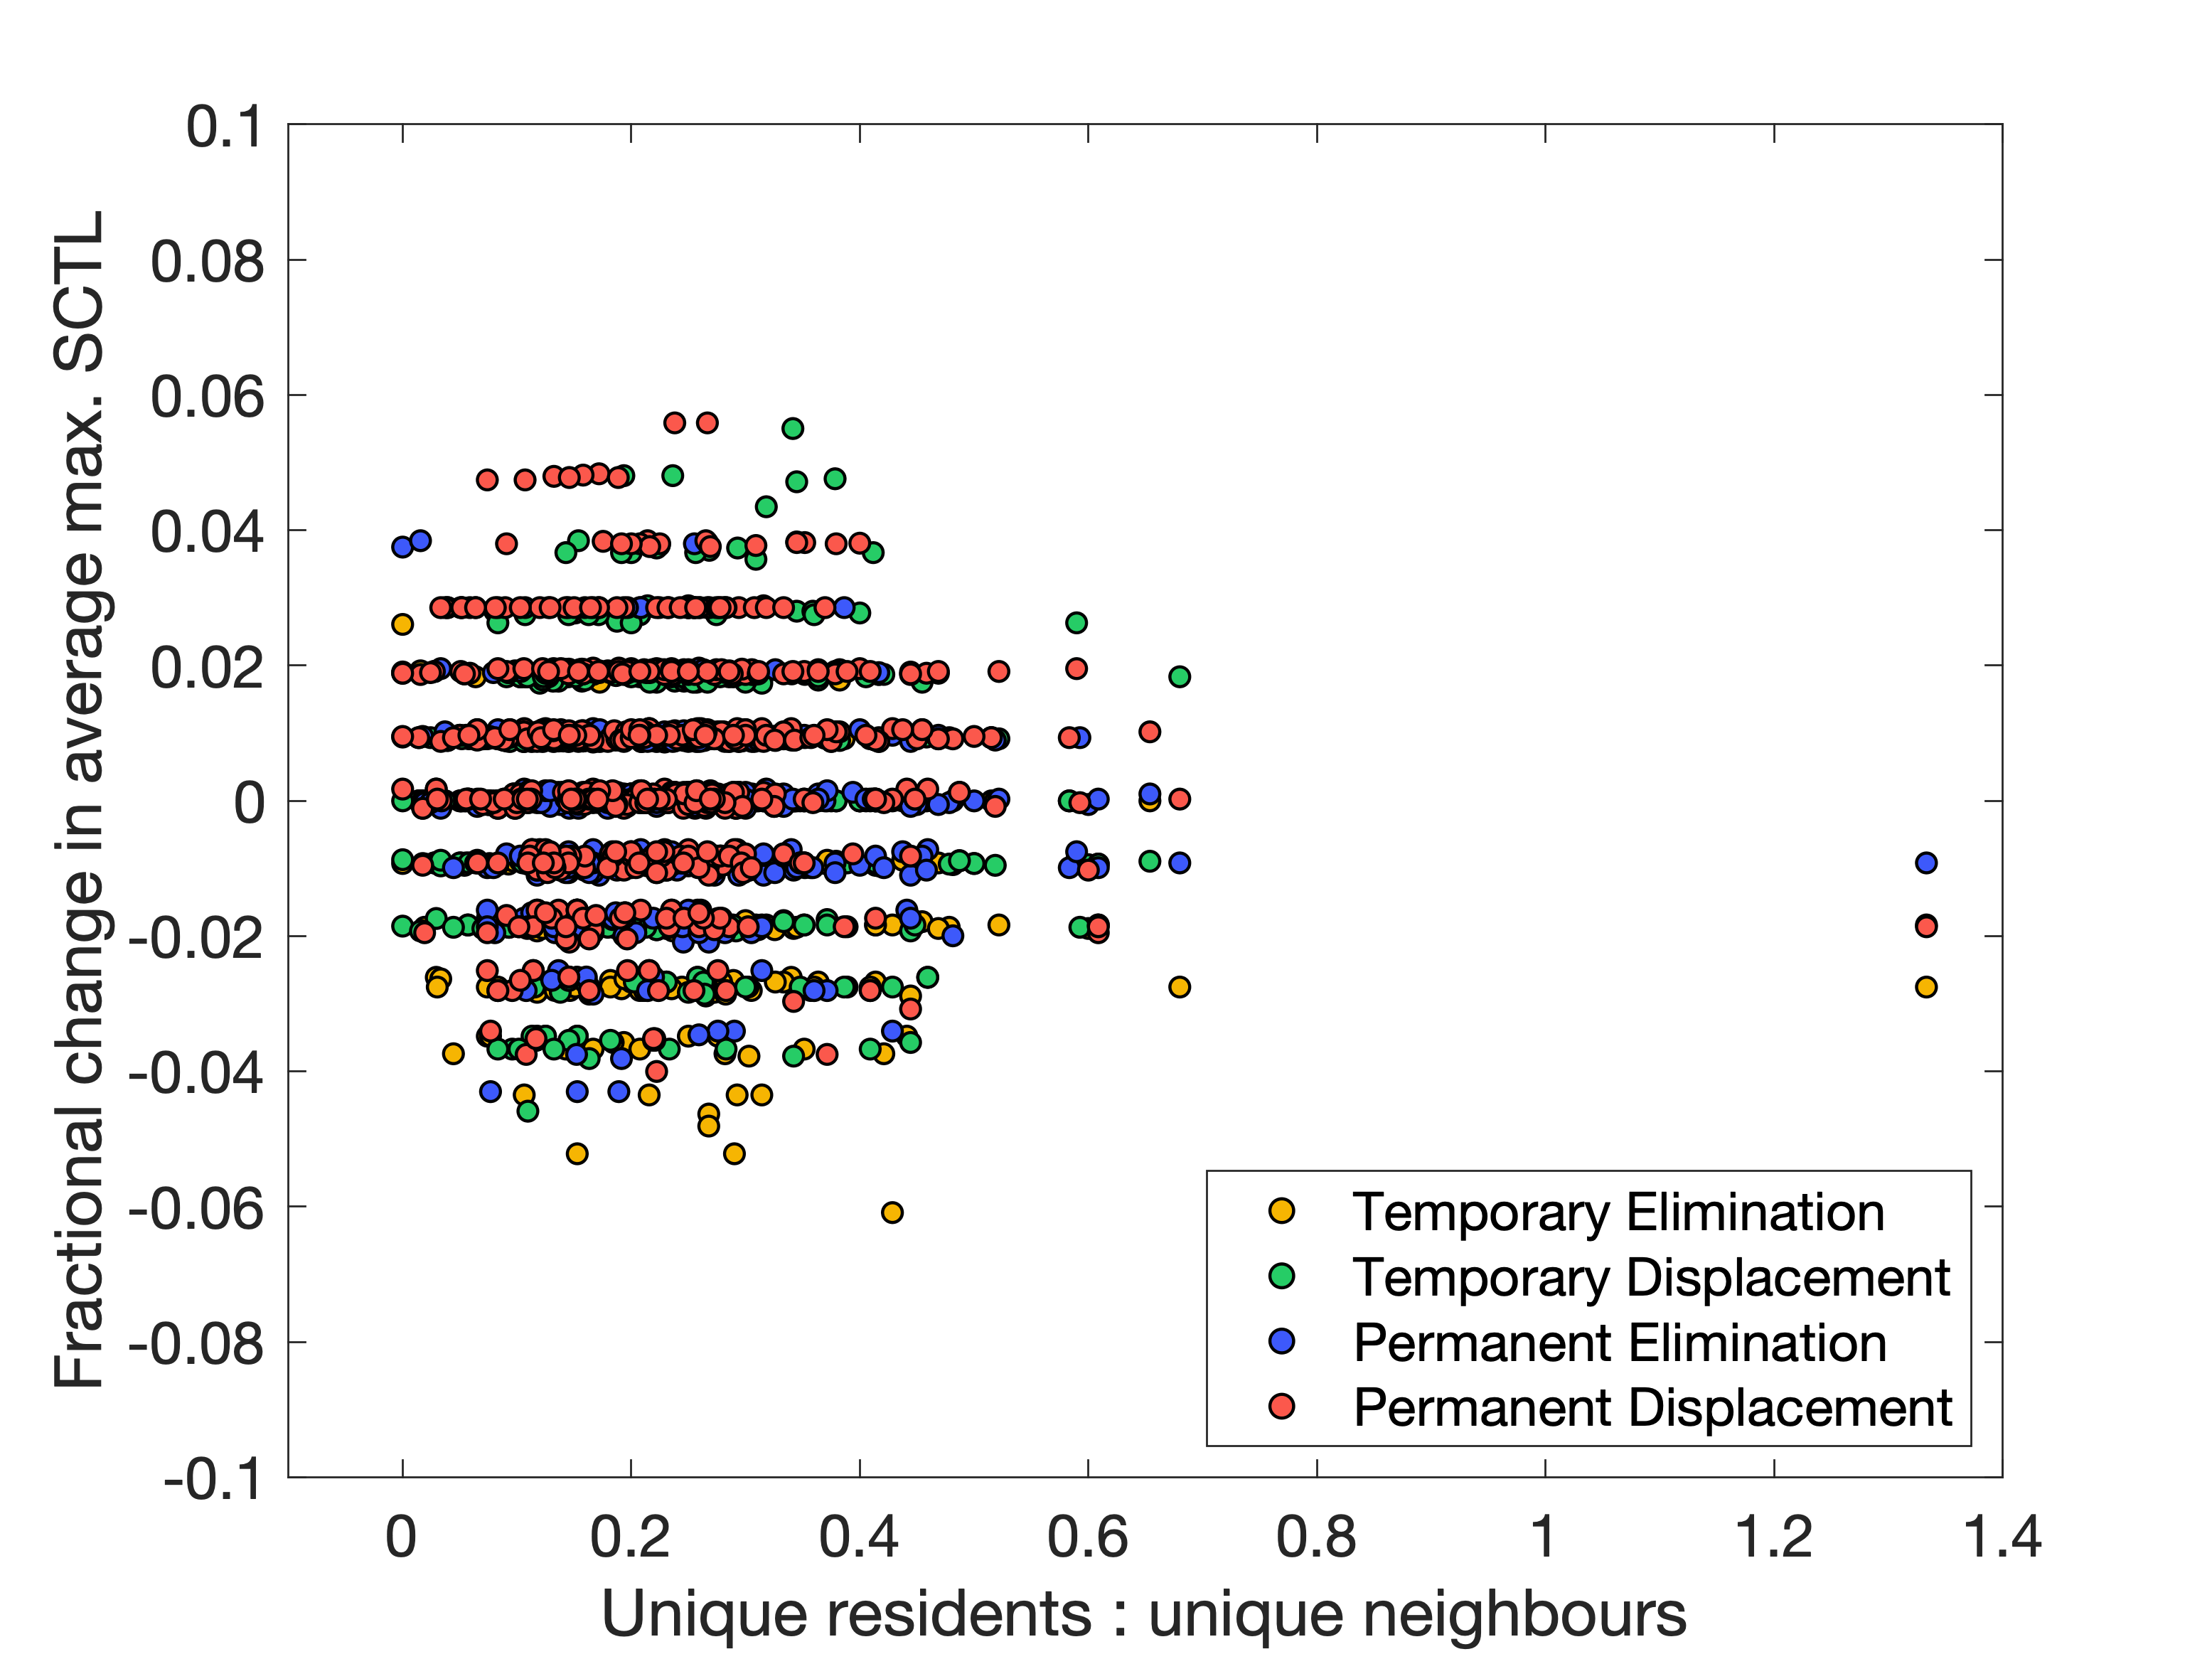 Fractional change in average max. SCTL
0.1
0.08
0.06
0.04
0.02
0
-0.02
-0.04
-0.06
-0.08
-0.1
Temporary Elimination
Temporary Displacement
Permanent Elimination
Permanent Displacement
0 0.2 0.4 0.6 0.8 1 1.2 1.4
Unique residents : unique neighbours